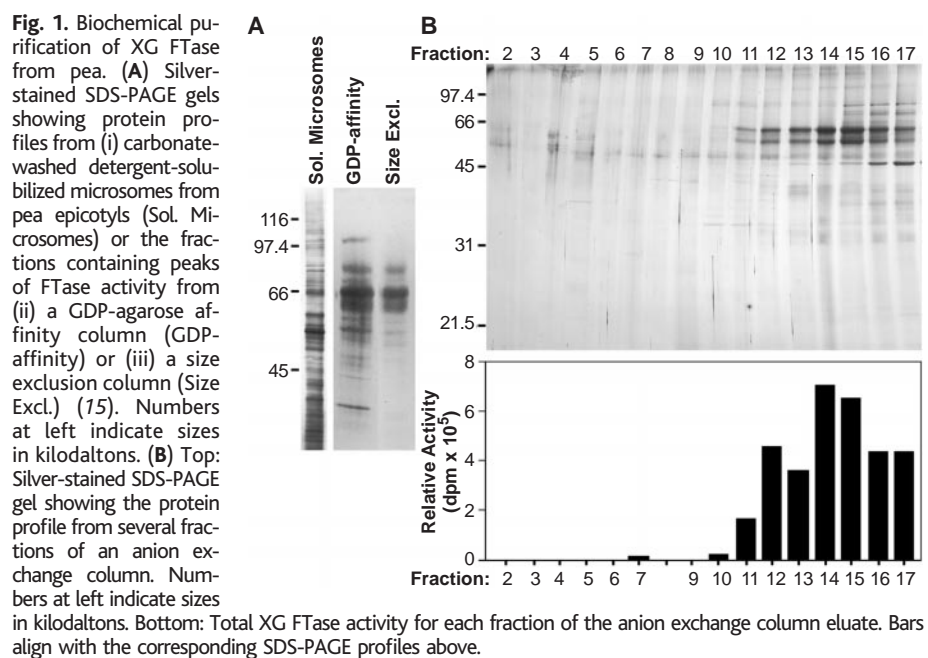 Fig. 1. Biochemical pu-
rification of XG FTase
from pea. (A) Silver-
stained SDS-PAGE gels
showing protein pro-
files from (i) carbonate-
washed detergent-solu-
bilized microsomes from
pea epicotyls (Sol. Mi-
crosomes) or the frac-
tions containing peaks
of FTase activity from
(ii) a GDP-agarose af-
finity column (GDP-
affinity) or (iii) a size
exclusion column (Size
Excl.) (15). Numbers
at left indicate sizes
in kilodaltons. (B) Top:
Silver-stained SDS-PAGE
gel showing the protein
profile from several frac-
tions of an anion ex-
change column. Num-
bers at left indicate sizes
in kilodaltons. Bottom: Total XG FTase activity for each fraction of the anion exchange column eluate. Bars
align with the corresponding SDS-PAGE profiles above.
A
Sol. Microsomes
GDP-affinity
Size Excl.
116
97.4
66
45
B
Fraction: 2 3 4 5 6 7 8 9 10 11 12 13 14 15 16 17
97.4
66
45
31
21.5
Relative Activity
(dpm x 10⁵)
8
6
4
2
0
Fraction: 2 3 4 5 6 7 9 10 11 12 13 14 15 16 17